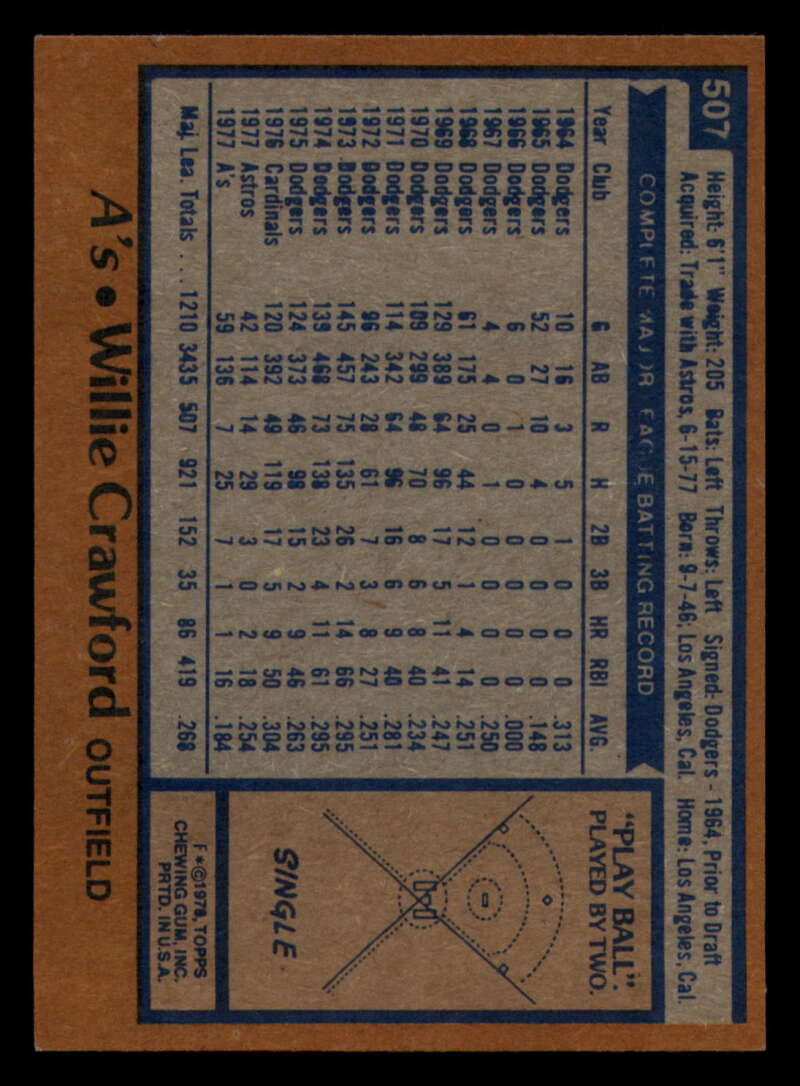 507
Height: 6'1" Weight: 205 Bats: Left Throws: Left Signed: Dodgers - 1964, Prior to Draft
Acquired: Trade with Astros, 6-15-77 Born: 9-7-46; Los Angeles, Cal. Home: Los Angeles, Cal.
COMPLETE MAJOR LEAGUE BATTING RECORD
Year Club G AB R H 2B 3B HR RBI AVG.
1964 Dodgers 10 16 3 5 1 0 0 0 .313
1965 Dodgers 52 27 10 4 0 0 0 0 .148
1966 Dodgers 6 0 1 0 0 0 0 0 .000
1967 Dodgers 4 4 0 1 0 0 0 0 .250
1968 Dodgers 61 175 25 44 12 1 4 14 .251
1969 Dodgers 129 389 64 96 17 5 11 41 .247
1970 Dodgers 109 299 48 70 8 6 8 40 .234
1971 Dodgers 114 342 64 96 16 6 9 40 .281
1972 Dodgers 96 243 28 61 7 3 8 27 .251
1973 Dodgers 145 457 75 135 26 2 14 66 .295
1974 Dodgers 139 468 73 138 23 4 11 61 .295
1975 Dodgers 124 373 46 98 15 2 9 46 .263
1976 Cardinals 120 392 49 119 17 5 9 50 .304
1977 Astros 42 114 14 29 3 0 2 18 .254
1977 A's 59 136 7 25 7 1 1 16 .184
Maj. Lea. Totals . . . 1210 3435 507 921 152 35 86 419 .268
"PLAY BALL".
PLAYED BY TWO.
SINGLE
F*©1978, TOPPS
CHEWING GUM, INC.
PRTD. IN U.S.A.
A's • Willie Crawford OUTFIELD